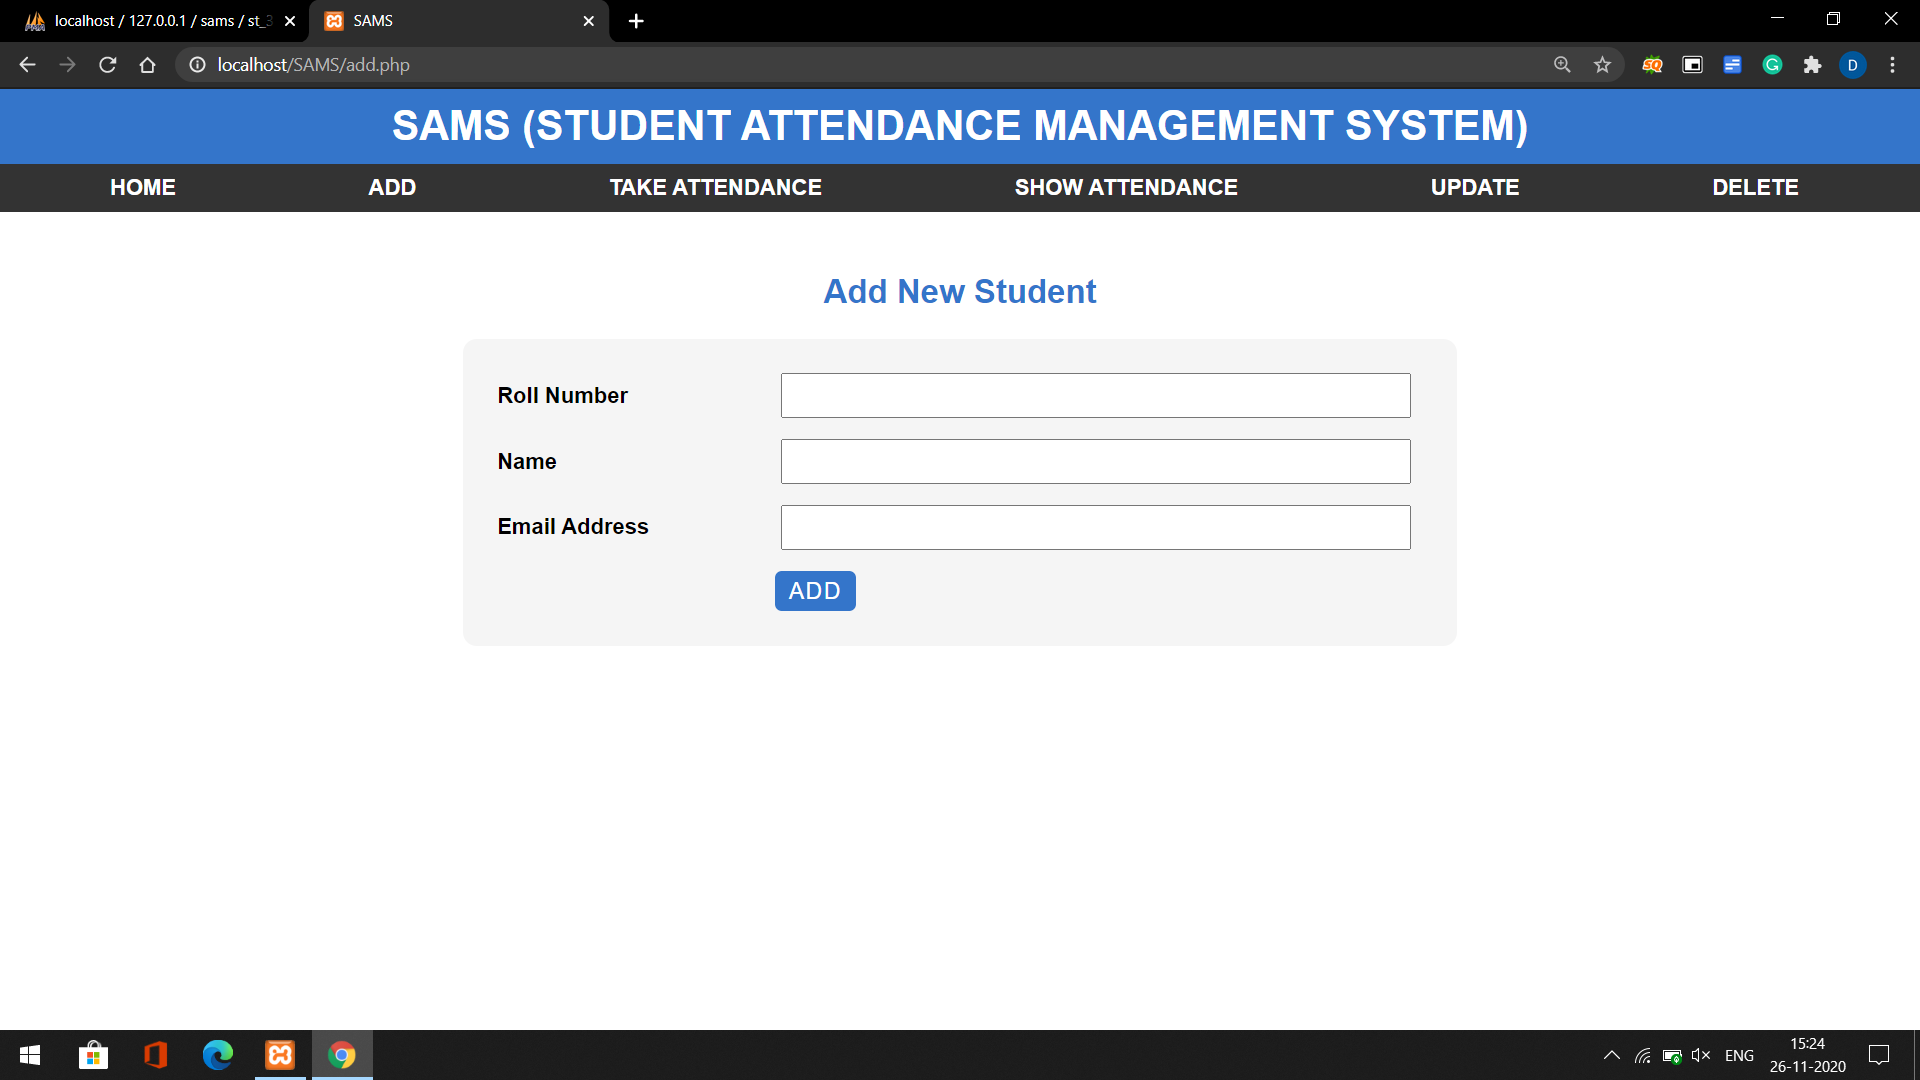 localhost / 127.0.0.1 / sams / st_3
SAMS
localhost/SAMS/add.php
SQ
G
D
SAMS (STUDENT ATTENDANCE MANAGEMENT SYSTEM)
HOME ADD TAKE ATTENDANCE SHOW ATTENDANCE UPDATE DELETE
Add New Student
Roll Number
Name
Email Address
ADD
ENG
15:24
26-11-2020